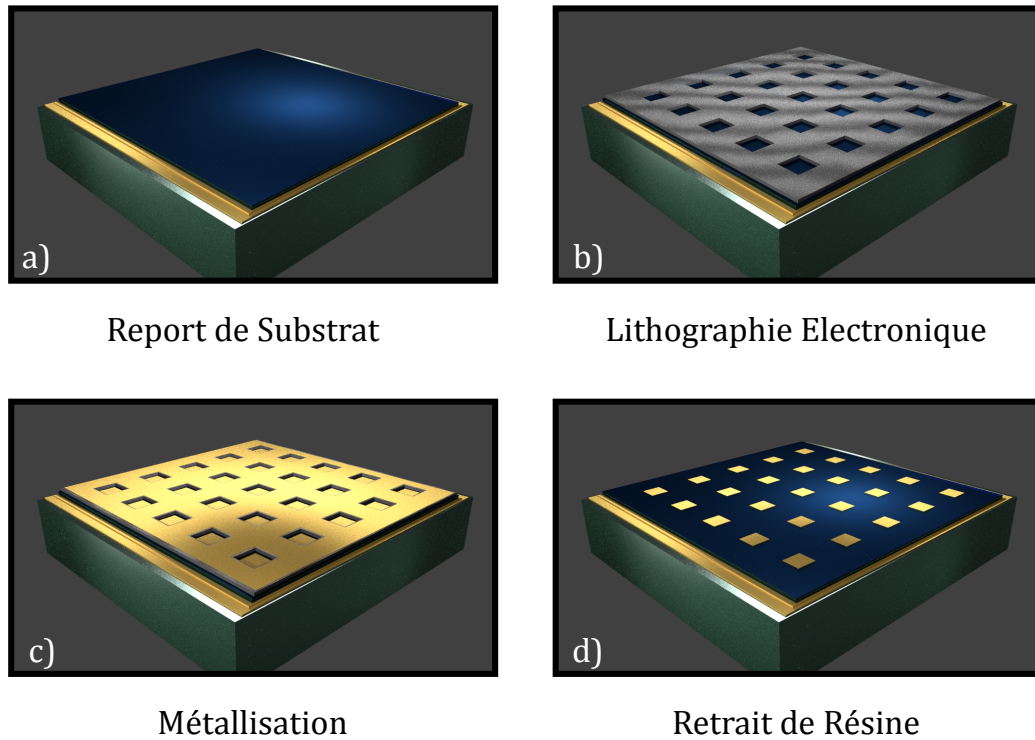 a)
b)
Report de Substrat
Lithographie Electronique
c)
d)
Métallisation
Retrait de Résine